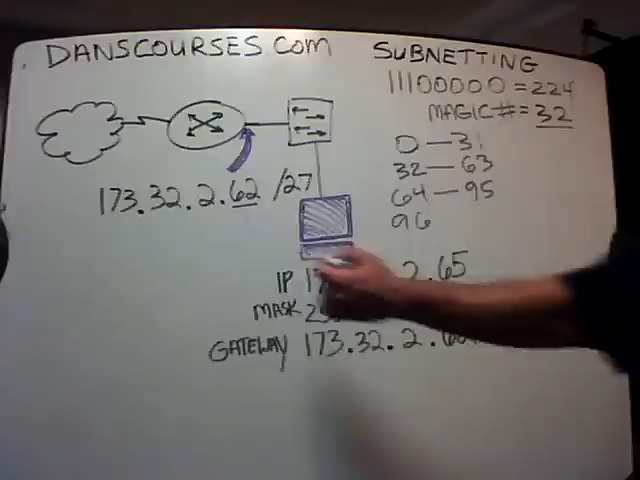 DANSCOURSES.COM
SUBNETTING
11100000 = 224
MAGIC# = 32
0 — 31
32 — 63
64 — 95
96
173.32.2.62 /27
IP 2.65
MASK
GATEWAY 173.32.2.